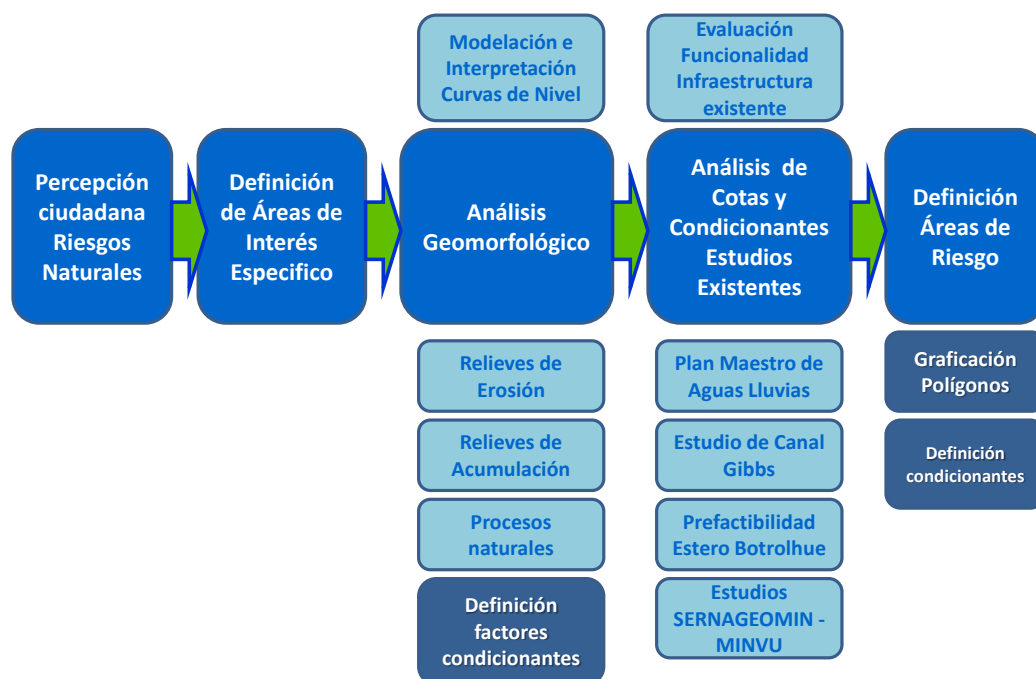 Modelación e
Interpretación
Curvas de Nivel
Evaluación
Funcionalidad
Infraestructura
existente
Percepción
ciudadana
Riesgos
Naturales
Definición
de Áreas de
Interés
Especifico
Análisis
Geomorfológico
Análisis de
Cotas y
Condicionantes
Estudios
Existentes
Definición
Áreas de
Riesgo
Relieves de
Erosión
Relieves de
Acumulación
Procesos
naturales
Definición
factores
condicionantes
Plan Maestro de
Aguas Lluvias
Estudio de Canal
Gibbs
Prefactibilidad
Estero Botrolhue
Estudios
SERNAGEOMIN -
MINVU
Graficación
Polígonos
Definición
condicionantes